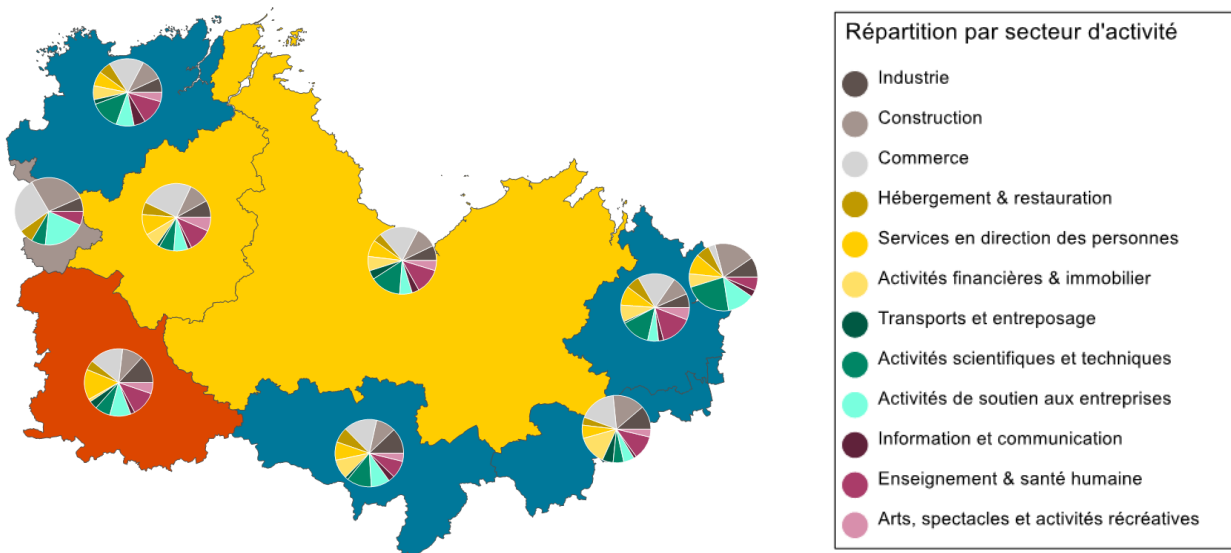 Répartition par secteur d'activité
Industrie
Construction
Commerce
Hébergement & restauration
Services en direction des personnes
Activités financières & immobilier
Transports et entreposage
Activités scientifiques et techniques
Activités de soutien aux entreprises
Information et communication
Enseignement & santé humaine
Arts, spectacles et activités récréatives